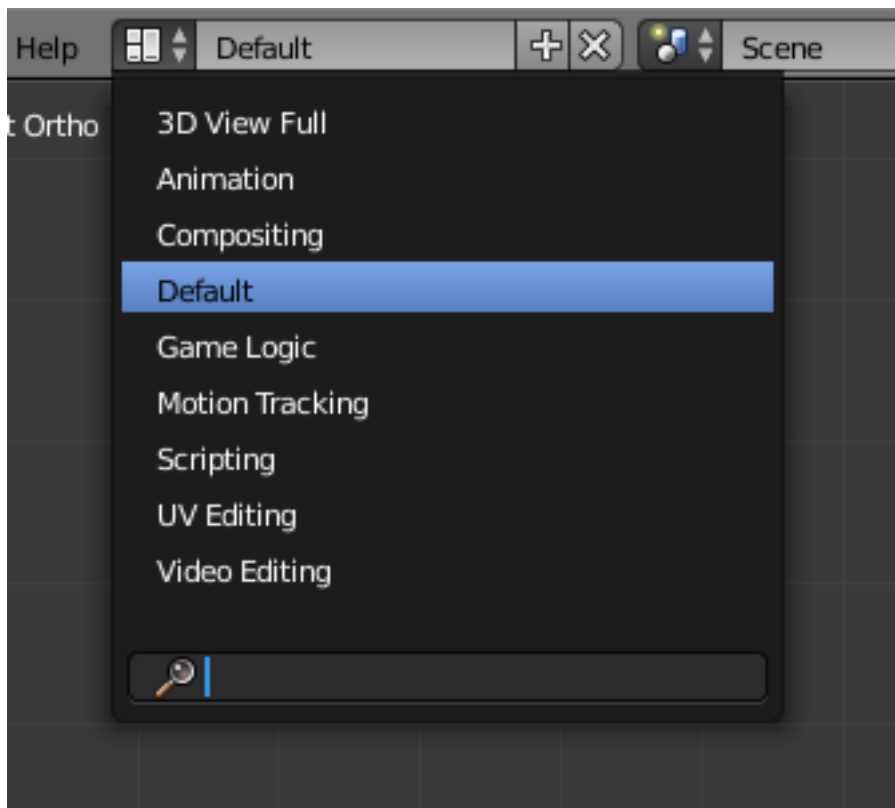 Help Default Scene
t Ortho
3D View Full
Animation
Compositing
Default
Game Logic
Motion Tracking
Scripting
UV Editing
Video Editing